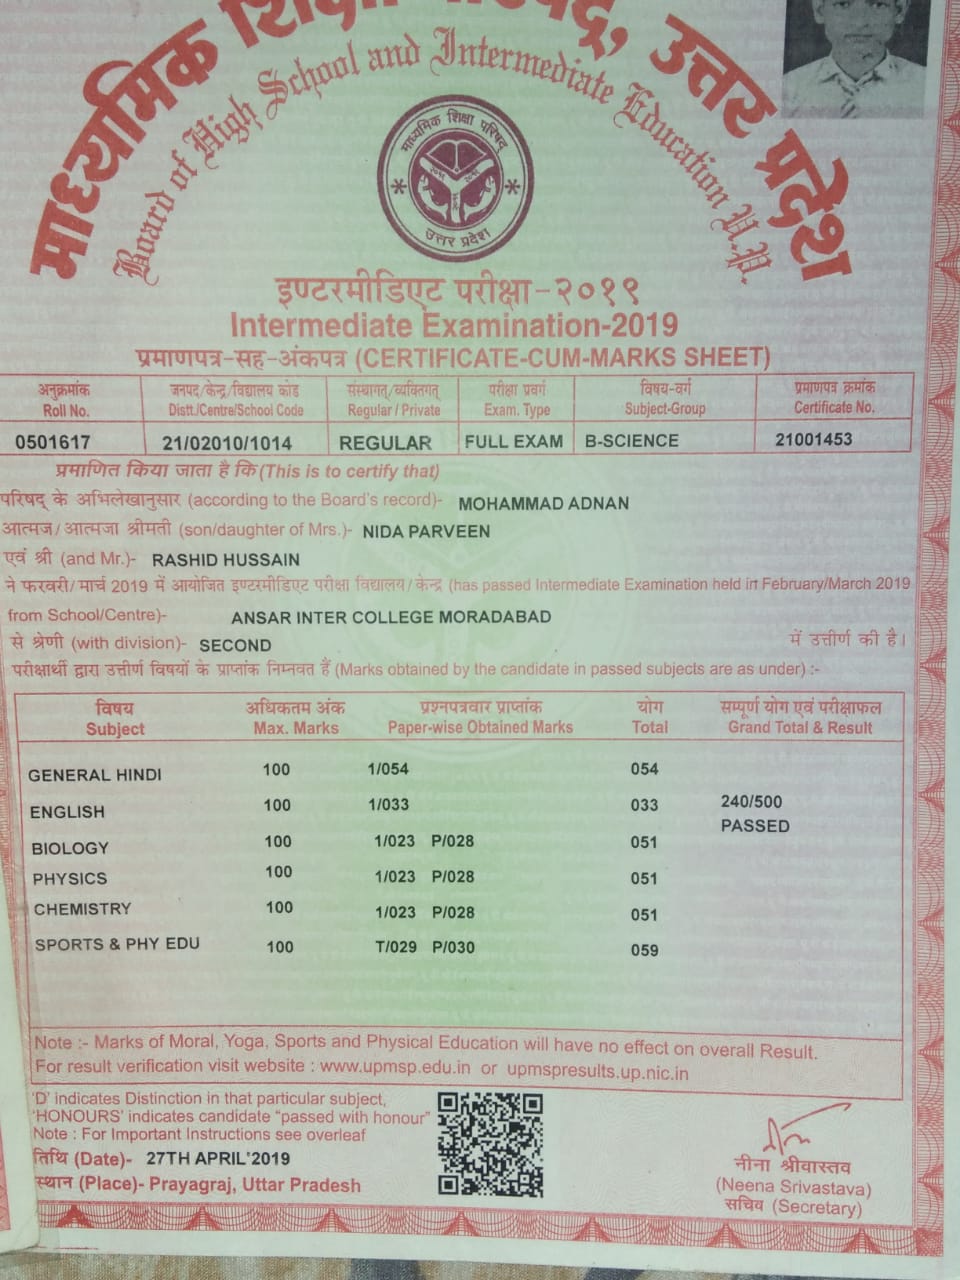 माध्यमिक शिक्षा परिषद्, उत्तर प्रदेश
Board of High School and Intermediate Education U.P.
माध्यमिक शिक्षा परिषद्
उत्तर प्रदेश
इण्टरमीडिएट परीक्षा-२०१९
Intermediate Examination-2019
प्रमाणपत्र-सह-अंकपत्र (CERTIFICATE-CUM-MARKS SHEET)
अनुक्रमांक जनपद/केन्द्र/विद्यालय कोड संस्थागत्/व्यक्तिगत् परीक्षा प्रवर्ग विषय-वर्ग प्रमाणपत्र क्रमांक
Roll No. Distt./Centre/School Code Regular / Private Exam. Type Subject-Group Certificate No.
0501617 21/02010/1014 REGULAR FULL EXAM B-SCIENCE 21001453
प्रमाणित किया जाता है कि (This is to certify that)
परिषद् के अभिलेखानुसार (according to the Board's record)- MOHAMMAD ADNAN
आत्मज/आत्मजा श्रीमती (son/daughter of Mrs.)- NIDA PARVEEN
एवं श्री (and Mr.)- RASHID HUSSAIN
ने फरवरी/मार्च 2019 में आयोजित इण्टरमीडिएट परीक्षा विद्यालय/केन्द्र (has passed Intermediate Examination held in February/March 2019
from School/Centre)- ANSAR INTER COLLEGE MORADABAD
से श्रेणी (with division)- SECOND में उत्तीर्ण की है।
परीक्षार्थी द्वारा उत्तीर्ण विषयों के प्राप्तांक निम्नवत हैं (Marks obtained by the candidate in passed subjects are as under) :-
विषय अधिकतम अंक प्रश्नपत्रवार प्राप्तांक योग सम्पूर्ण योग एवं परीक्षाफल
Subject Max. Marks Paper-wise Obtained Marks Total Grand Total & Result
GENERAL HINDI 100 1/054 054
ENGLISH 100 1/033 033 240/500
PASSED
BIOLOGY 100 1/023 P/028 051
PHYSICS 100 1/023 P/028 051
CHEMISTRY 100 1/023 P/028 051
SPORTS & PHY EDU 100 T/029 P/030 059
Note :- Marks of Moral, Yoga, Sports and Physical Education will have no effect on overall Result.
For result verification visit website : www.upmsp.edu.in or upmspresults.up.nic.in
'D' indicates Distinction in that particular subject,
'HONOURS' indicates candidate "passed with honour"
Note : For Important Instructions see overleaf
तिथि (Date)- 27TH APRIL'2019
स्थान (Place)- Prayagraj, Uttar Pradesh
नीना श्रीवास्तव
(Neena Srivastava)
सचिव (Secretary)